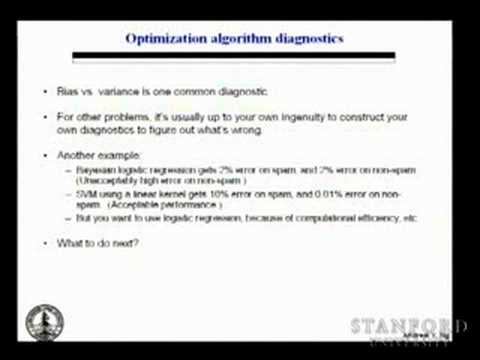 Optimization algorithm diagnostics
• Bias vs. variance is one common diagnostic.
• For other problems, it's usually up to your own ingenuity to construct your
own diagnostics to figure out what's wrong.
• Another example:
– Bayesian logistic regression gets 2% error on spam, and 2% error on non-spam.
(Unacceptably high error on non-spam.)
– SVM using a linear kernel gets 10% error on spam, and 0.01% error on non-
spam. (Acceptable performance.)
– But you want to use logistic regression, because of computational efficiency, etc.
• What to do next?
Andrew Y. Ng
STANFORD
UNIVERSITY